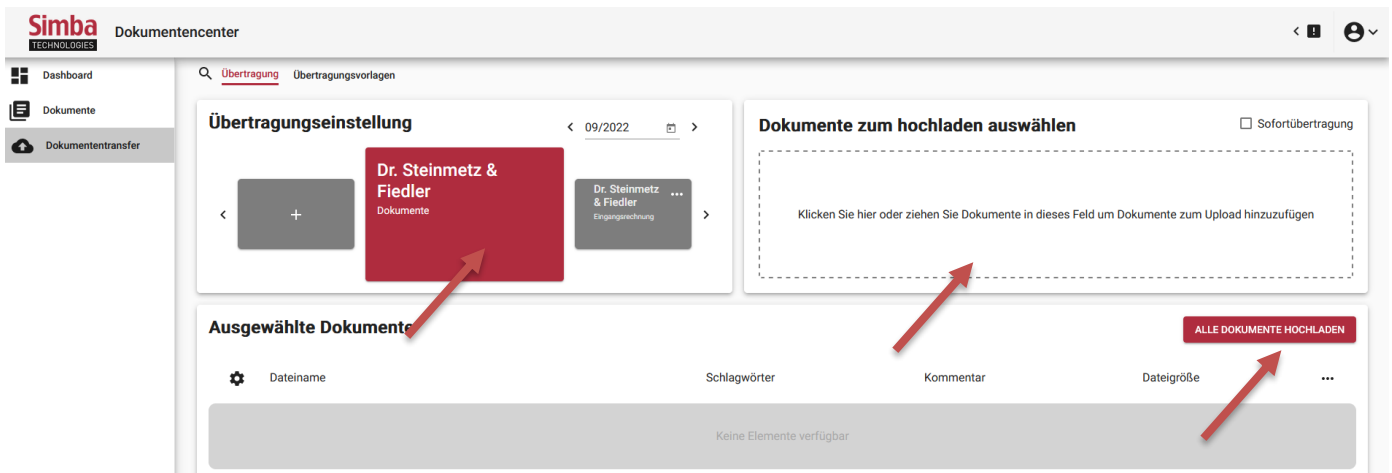 Simba
TECHNOLOGIES
Dokumentencenter
Dashboard
Dokumente
Dokumententransfer
Übertragung Übertragungsvorlagen
Übertragungseinstellung
09/2022
+
Dr. Steinmetz &
Fiedler
Dokumente
Dr. Steinmetz
& Fiedler
Eingangsrechnung
Dokumente zum hochladen auswählen
Sofortübertragung
Klicken Sie hier oder ziehen Sie Dokumente in dieses Feld um Dokumente zum Upload hinzuzufügen
Ausgewählte Dokumente
ALLE DOKUMENTE HOCHLADEN
Dateiname Schlagwörter Kommentar Dateigröße
Keine Elemente verfügbar